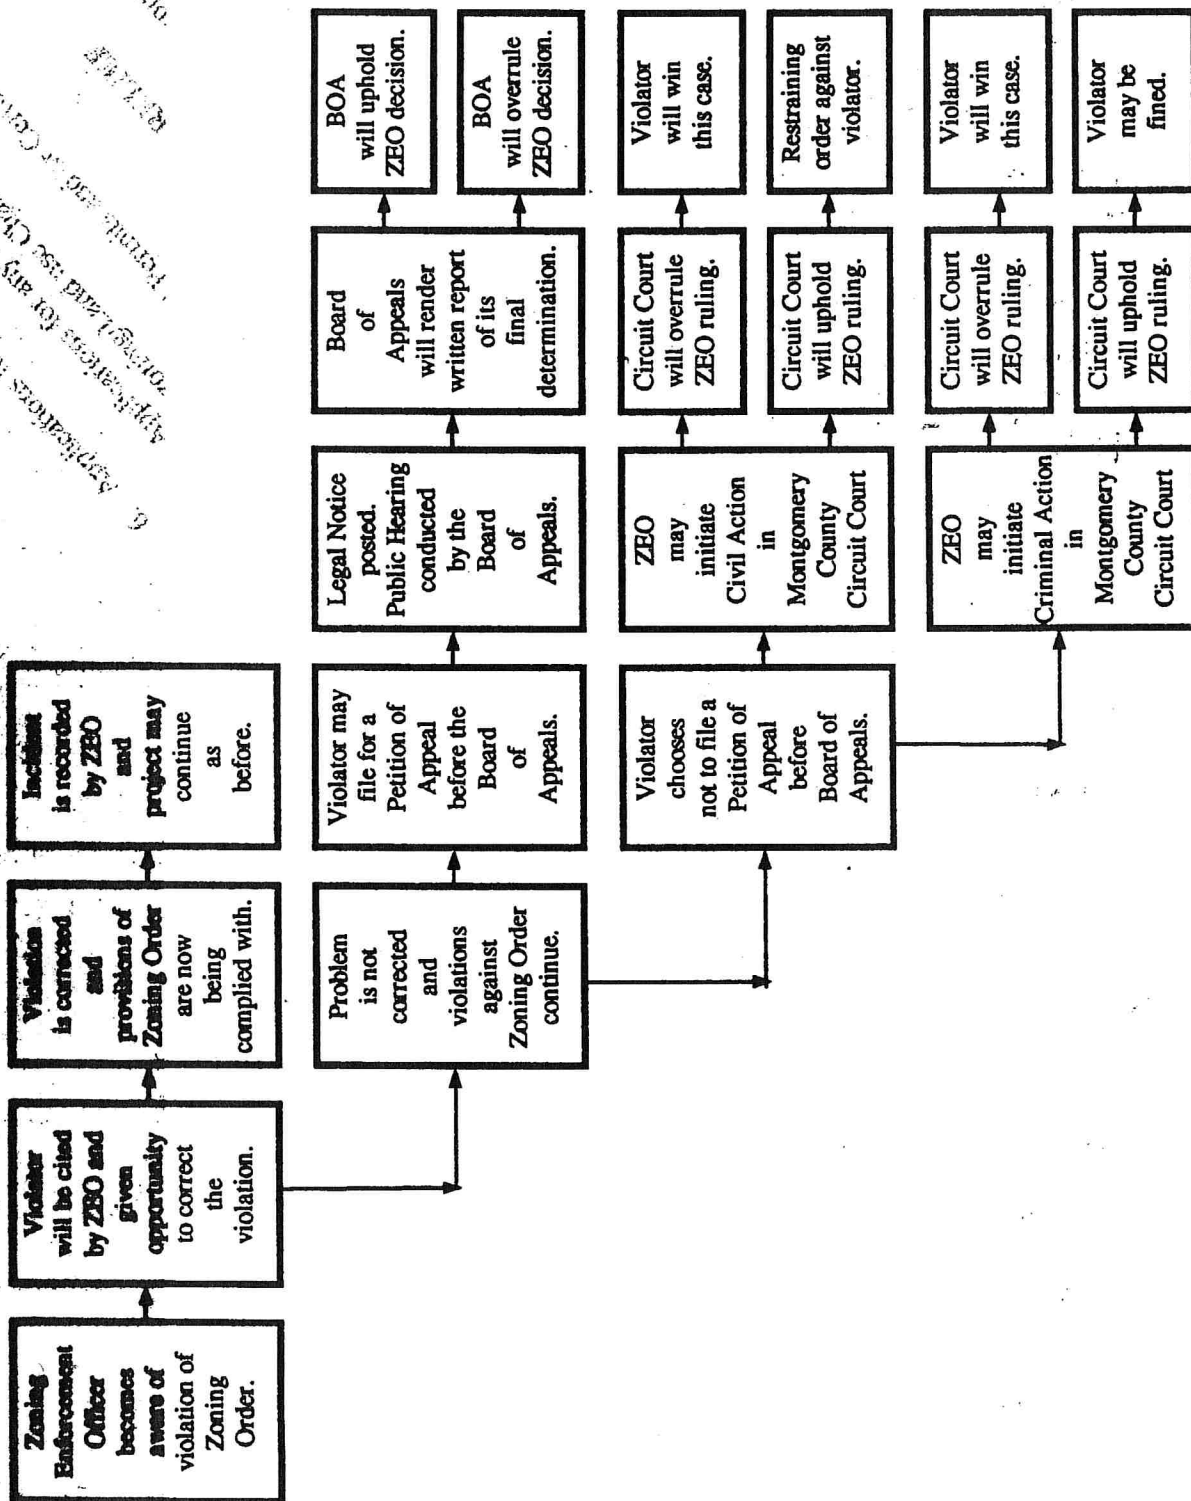 Zoning
Enforcement
Officer
becomes
aware of
violation of
Zoning
Order.
Violator
will be cited
by ZEO and
given
opportunity
to correct
the
violation.
Violation
is corrected
and
provisions of
Zoning Order
are now
being
complied with.
Incident
is recorded
by ZEO
and
project may
continue
as
before.
Problem
is not
corrected
and
violations
against
Zoning Order
continue.
Violator may
file for a
Petition of
Appeal
before the
Board
of
Appeals.
Legal Notice
posted.
Public Hearing
conducted
by the
Board
of
Appeals.
Board
of
Appeals
will render
written report
of its
final
determination.
BOA
will uphold
ZEO decision.
BOA
will overrule
ZEO decision.
Violator
chooses
not to file a
Petition of
Appeal
before
Board of
Appeals.
ZEO
may
initiate
Civil Action
in
Montgomery
County
Circuit Court
Circuit Court
will overrule
ZEO ruling.
Violator
will win
this case.
Circuit Court
will uphold
ZEO ruling.
Restraining
order against
violator.
ZEO
may
initiate
Criminal Action
in
Montgomery
County
Circuit Court
Circuit Court
will overrule
ZEO ruling.
Violator
will win
this case.
Circuit Court
will uphold
ZEO ruling.
Violator
may be
fined.